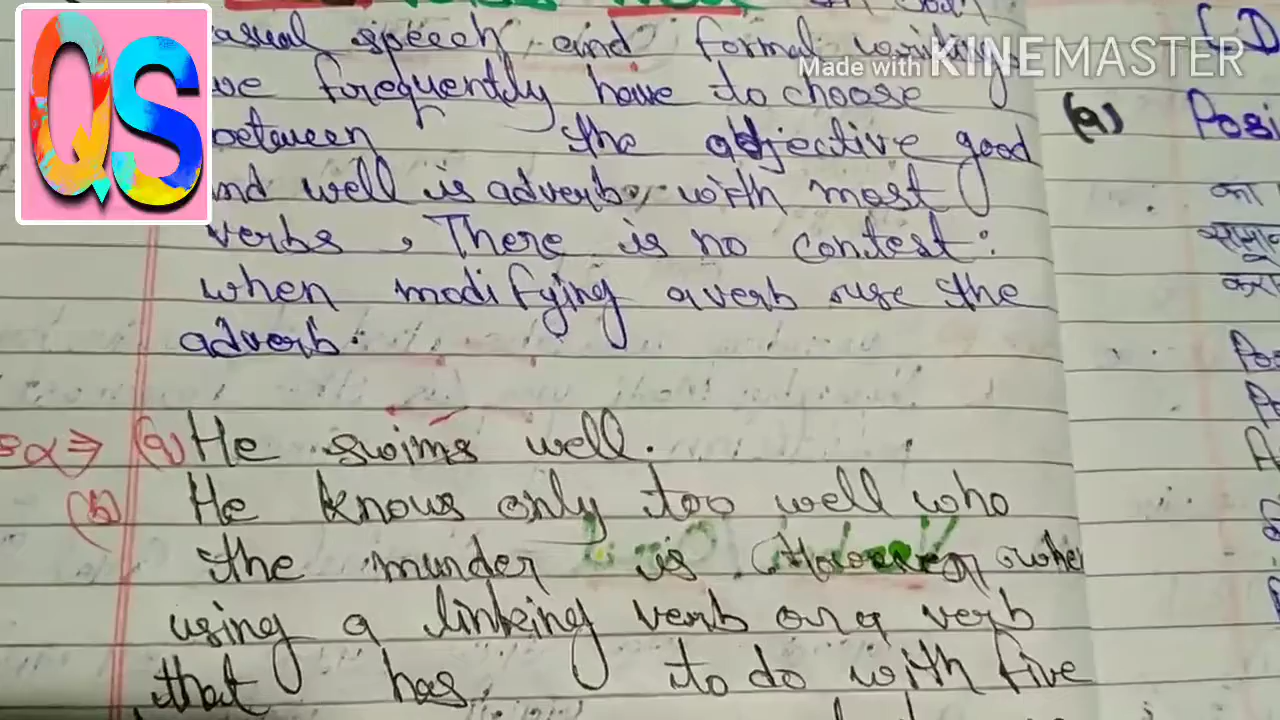 QS
Made with KINEMASTER
casual speech, and formal writing,
we frequently have to choose
between the adjective good
and well is adverb, with most
verbs, There is no contest:
when modifying a verb use the
adverb.
ex⇒ (a) He swims well.
(b) He knows only too well who
the munder is (However, when
using a linking verb or a verb
that has, to do with five
(a) Posi
का